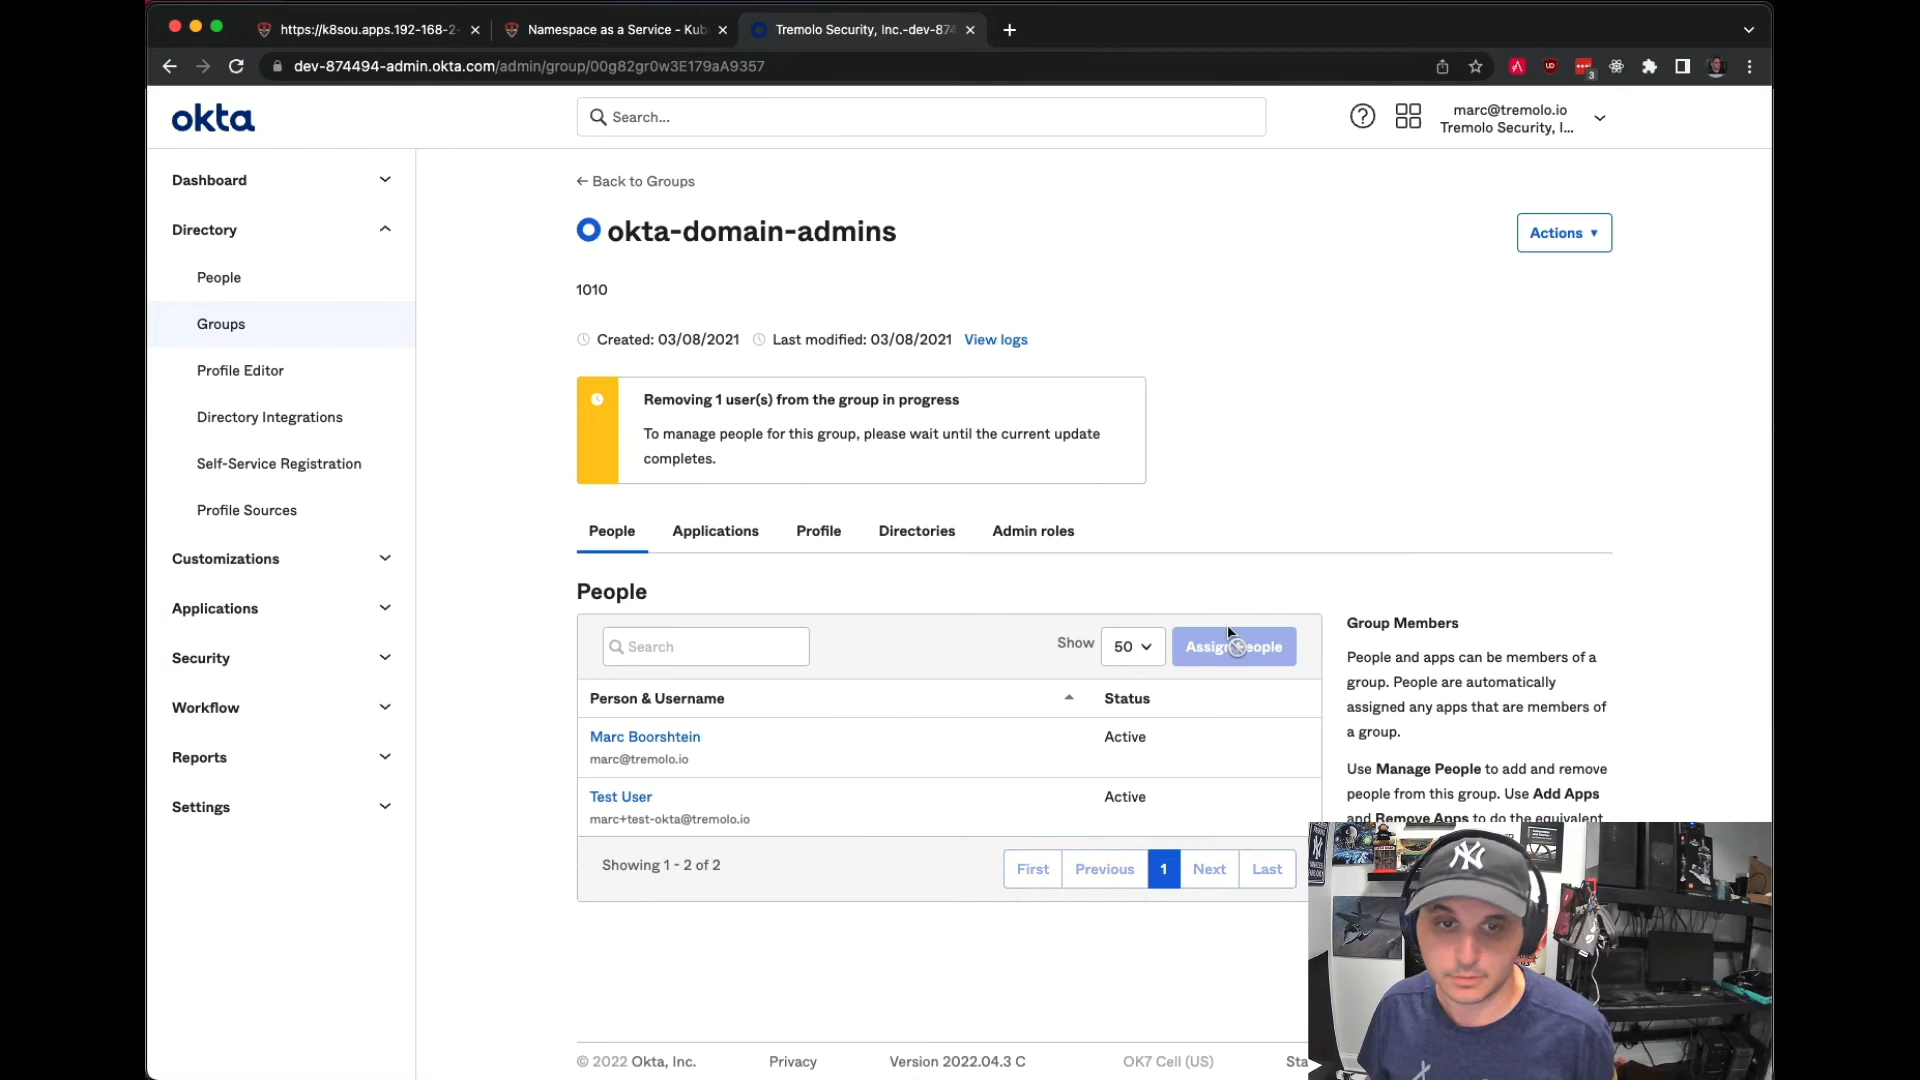 https://k8sou.apps.192-168-2-
Namespace as a Service - Kub
Tremolo Security, Inc.-dev-874
dev-874494-admin.okta.com/admin/group/00g82gr0w3E179aA9357
3
okta
Search...
marc@tremolo.io
Tremolo Security, I...
Dashboard
Directory
People
Groups
Profile Editor
Directory Integrations
Self-Service Registration
Profile Sources
Customizations
Applications
Security
Workflow
Reports
Settings
← Back to Groups
okta-domain-admins
Actions
1010
Created: 03/08/2021
Last modified: 03/08/2021
View logs
Removing 1 user(s) from the group in progress
To manage people for this group, please wait until the current update
completes.
People
Applications
Profile
Directories
Admin roles
People
Search
Show
50
Assign People
Person & Username
Status
Marc Boorshtein
marc@tremolo.io
Active
Test User
marc+test-okta@tremolo.io
Active
Showing 1 - 2 of 2
First
Previous
1
Next
Last
Group Members
People and apps can be members of a
group. People are automatically
assigned any apps that are members of
a group.
Use Manage People to add and remove
people from this group. Use Add Apps
and Remove Apps to do the equivalent
© 2022 Okta, Inc.
Privacy
Version 2022.04.3 C
OK7 Cell (US)
Sta